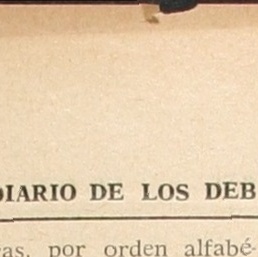 DIARIO DE LOS DEB
as, por orden alfabé-